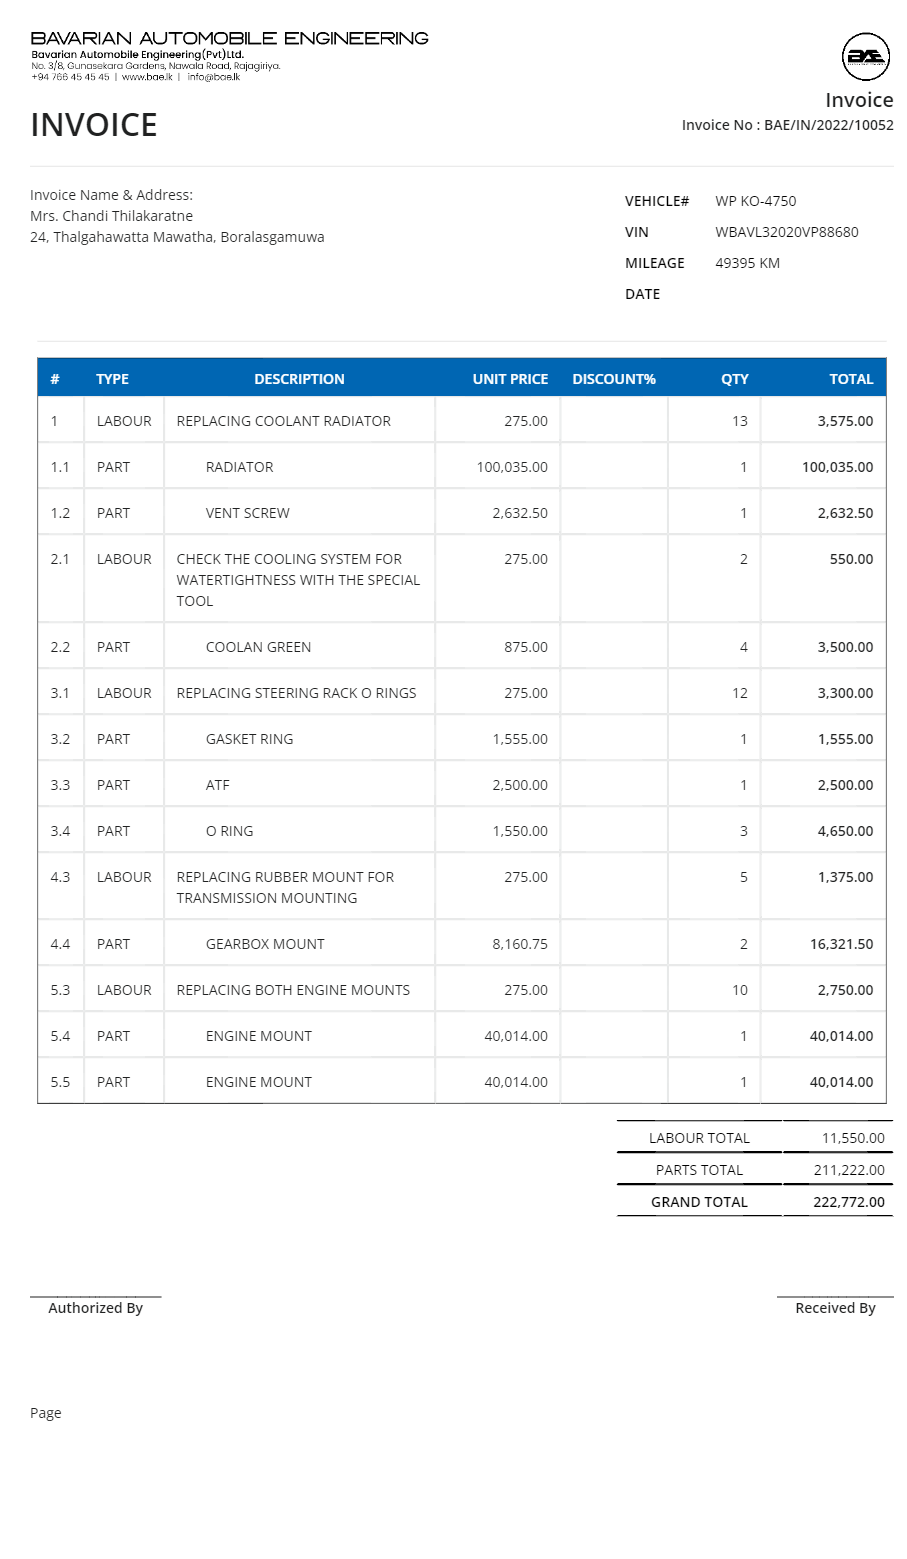 BAVARIAN AUTOMOBILE ENGINEERING
Bavarian Automobile Engineering(Pvt)Ltd.
No. 3/8, Gunasekara Gardens, Nawala Road, Rajagiriya.
+94 766 45 45 45 | www.bae.lk | info@bae.lk
BAE
Invoice
INVOICE
Invoice No : BAE/IN/2022/10052
Invoice Name & Address:
Mrs. Chandi Thilakaratne
24, Thalgahawatta Mawatha, Boralasgamuwa
VEHICLE# WP KO-4750
VIN WBAVL32020VP88680
MILEAGE 49395 KM
DATE
# TYPE DESCRIPTION UNIT PRICE DISCOUNT% QTY TOTAL
1 LABOUR REPLACING COOLANT RADIATOR 275.00 13 3,575.00
1.1 PART RADIATOR 100,035.00 1 100,035.00
1.2 PART VENT SCREW 2,632.50 1 2,632.50
2.1 LABOUR CHECK THE COOLING SYSTEM FOR 275.00 2 550.00
WATERTIGHTNESS WITH THE SPECIAL
TOOL
2.2 PART COOLAN GREEN 875.00 4 3,500.00
3.1 LABOUR REPLACING STEERING RACK O RINGS 275.00 12 3,300.00
3.2 PART GASKET RING 1,555.00 1 1,555.00
3.3 PART ATF 2,500.00 1 2,500.00
3.4 PART O RING 1,550.00 3 4,650.00
4.3 LABOUR REPLACING RUBBER MOUNT FOR 275.00 5 1,375.00
TRANSMISSION MOUNTING
4.4 PART GEARBOX MOUNT 8,160.75 2 16,321.50
5.3 LABOUR REPLACING BOTH ENGINE MOUNTS 275.00 10 2,750.00
5.4 PART ENGINE MOUNT 40,014.00 1 40,014.00
5.5 PART ENGINE MOUNT 40,014.00 1 40,014.00
LABOUR TOTAL 11,550.00
PARTS TOTAL 211,222.00
GRAND TOTAL 222,772.00
Authorized By
Received By
Page